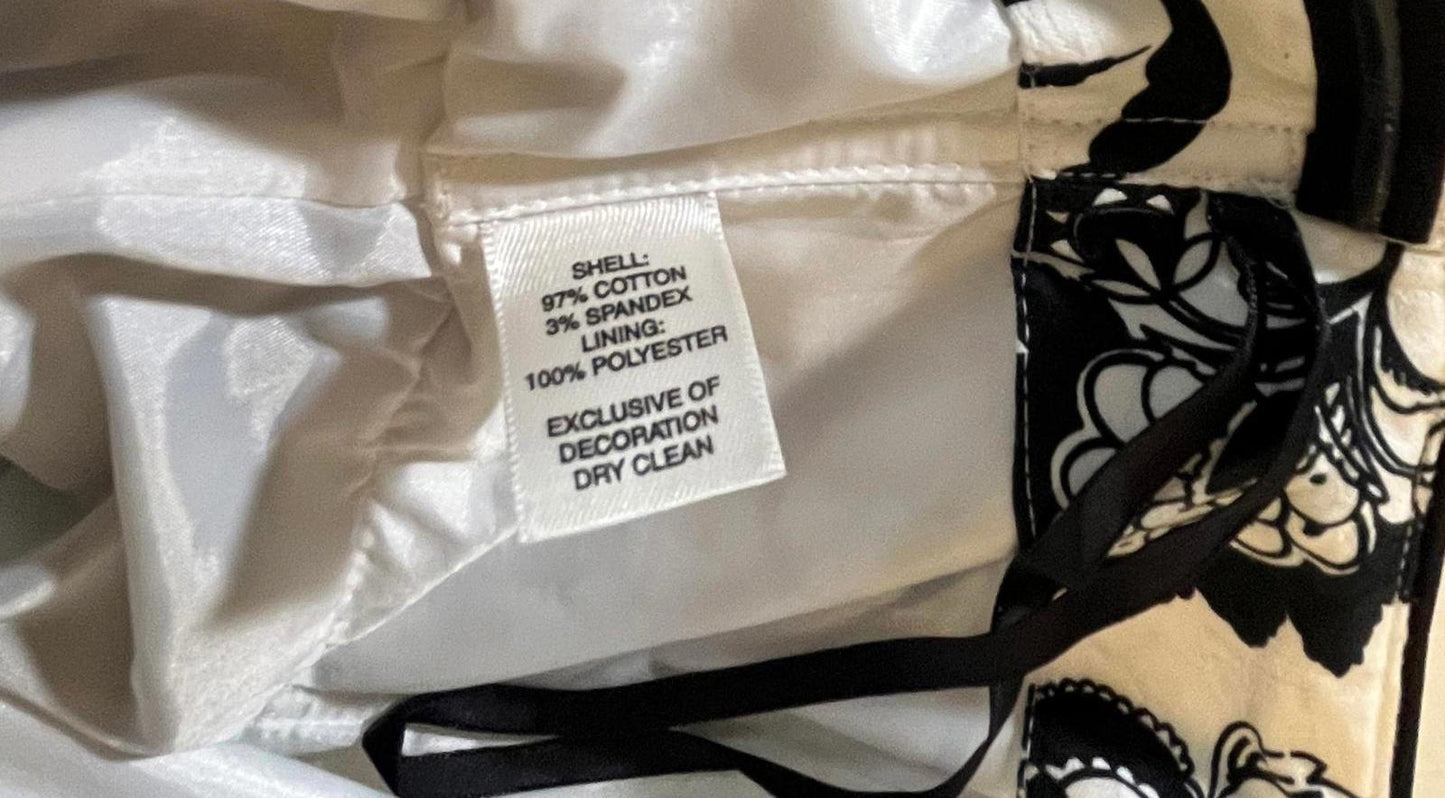 SHELL:
97% COTTON
3% SPANDEX
LINING:
100% POLYESTER
EXCLUSIVE OF
DECORATION
DRY CLEAN